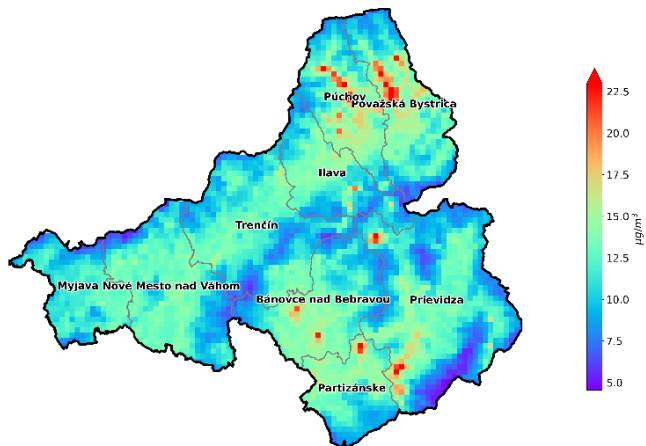 Púchov
Považská Bystrica
Ilava
Trenčín
Myjava Nové Mesto nad Váhom
Bánovce nad Bebravou
Prievidza
Partizánske
22.5
20.0
17.5
15.0
12.5
10.0
7.5
5.0
μg/m³